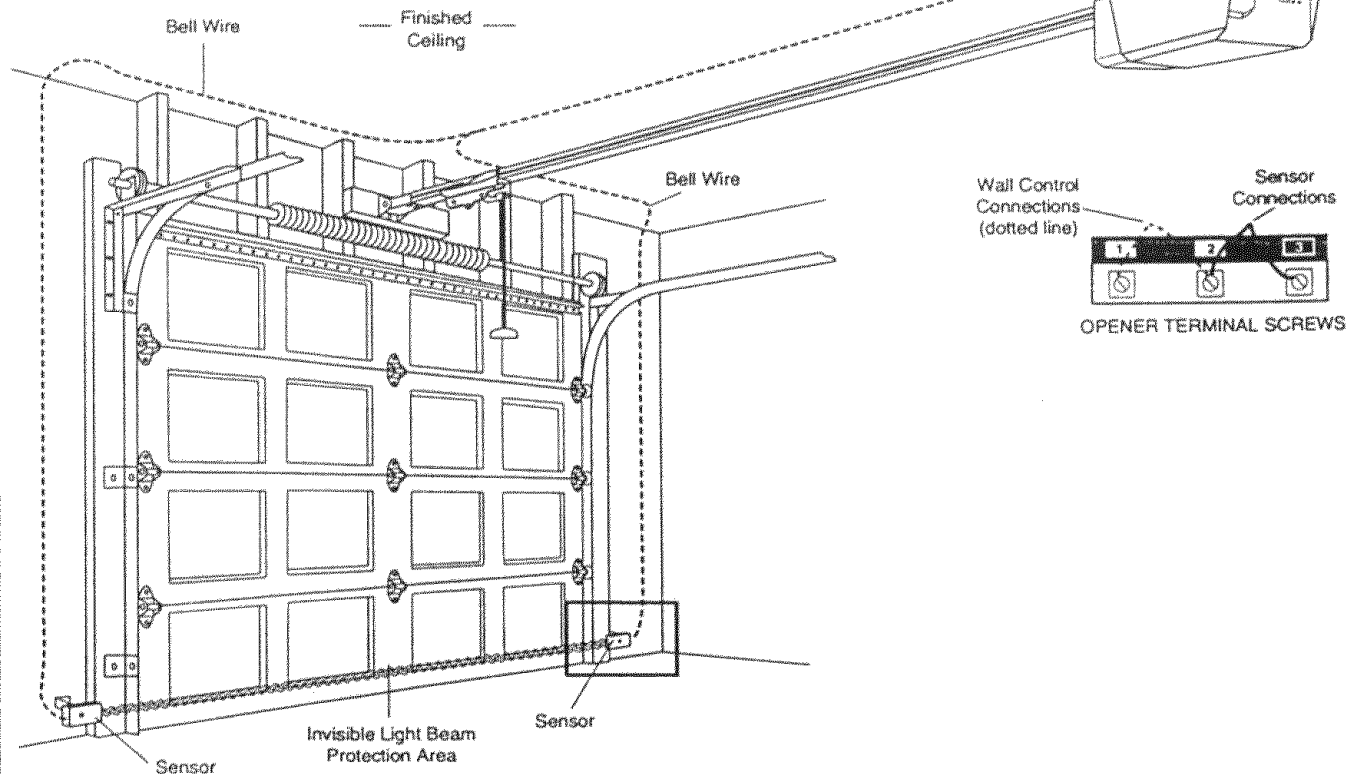 Bell Wire
Finished
Ceiling
Bell Wire
Wall Control
Connections
(dotted line)
Sensor
Connections
1
2
3
OPENER TERMINAL SCREWS
Sensor
Invisible Light Beam
Protection Area
Sensor